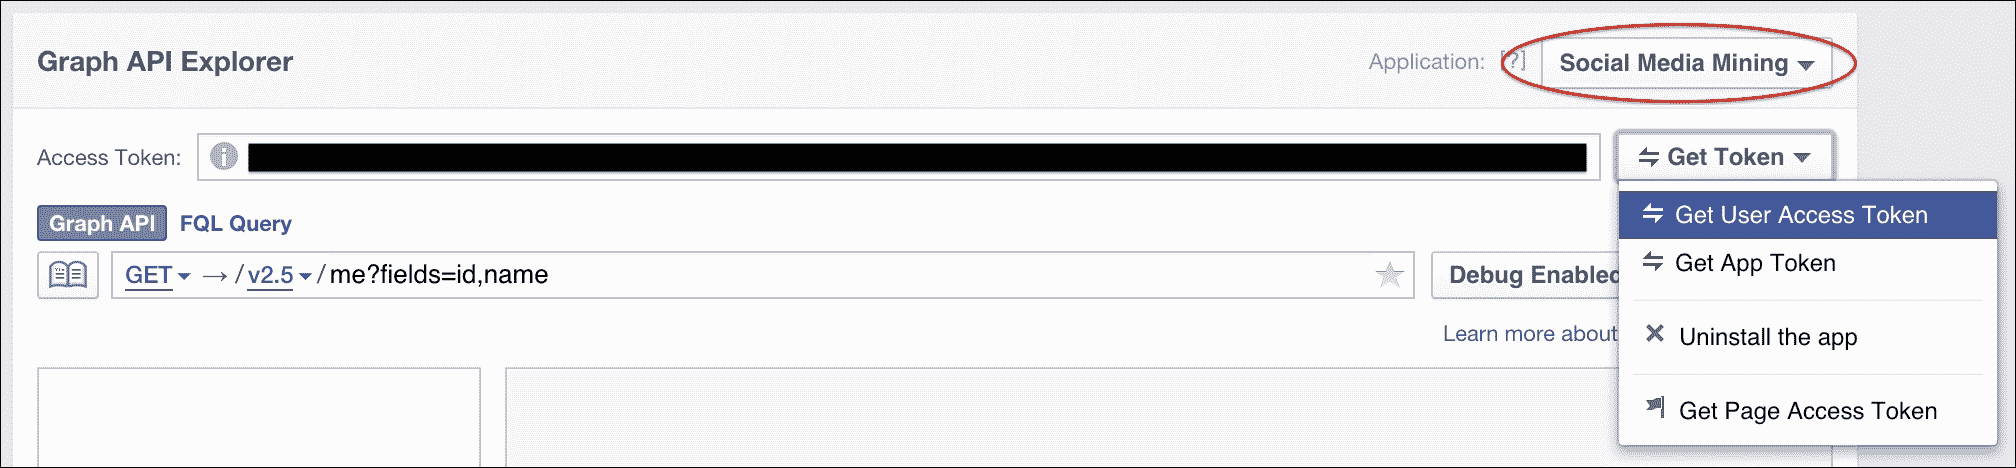 Graph API Explorer
Application: [?] Social Media Mining
Access Token:
Get Token
Graph API FQL Query
Get User Access Token
Get App Token
GET → / v2.5 / me?fields=id,name
Debug Enabled
Learn more about
Uninstall the app
Get Page Access Token